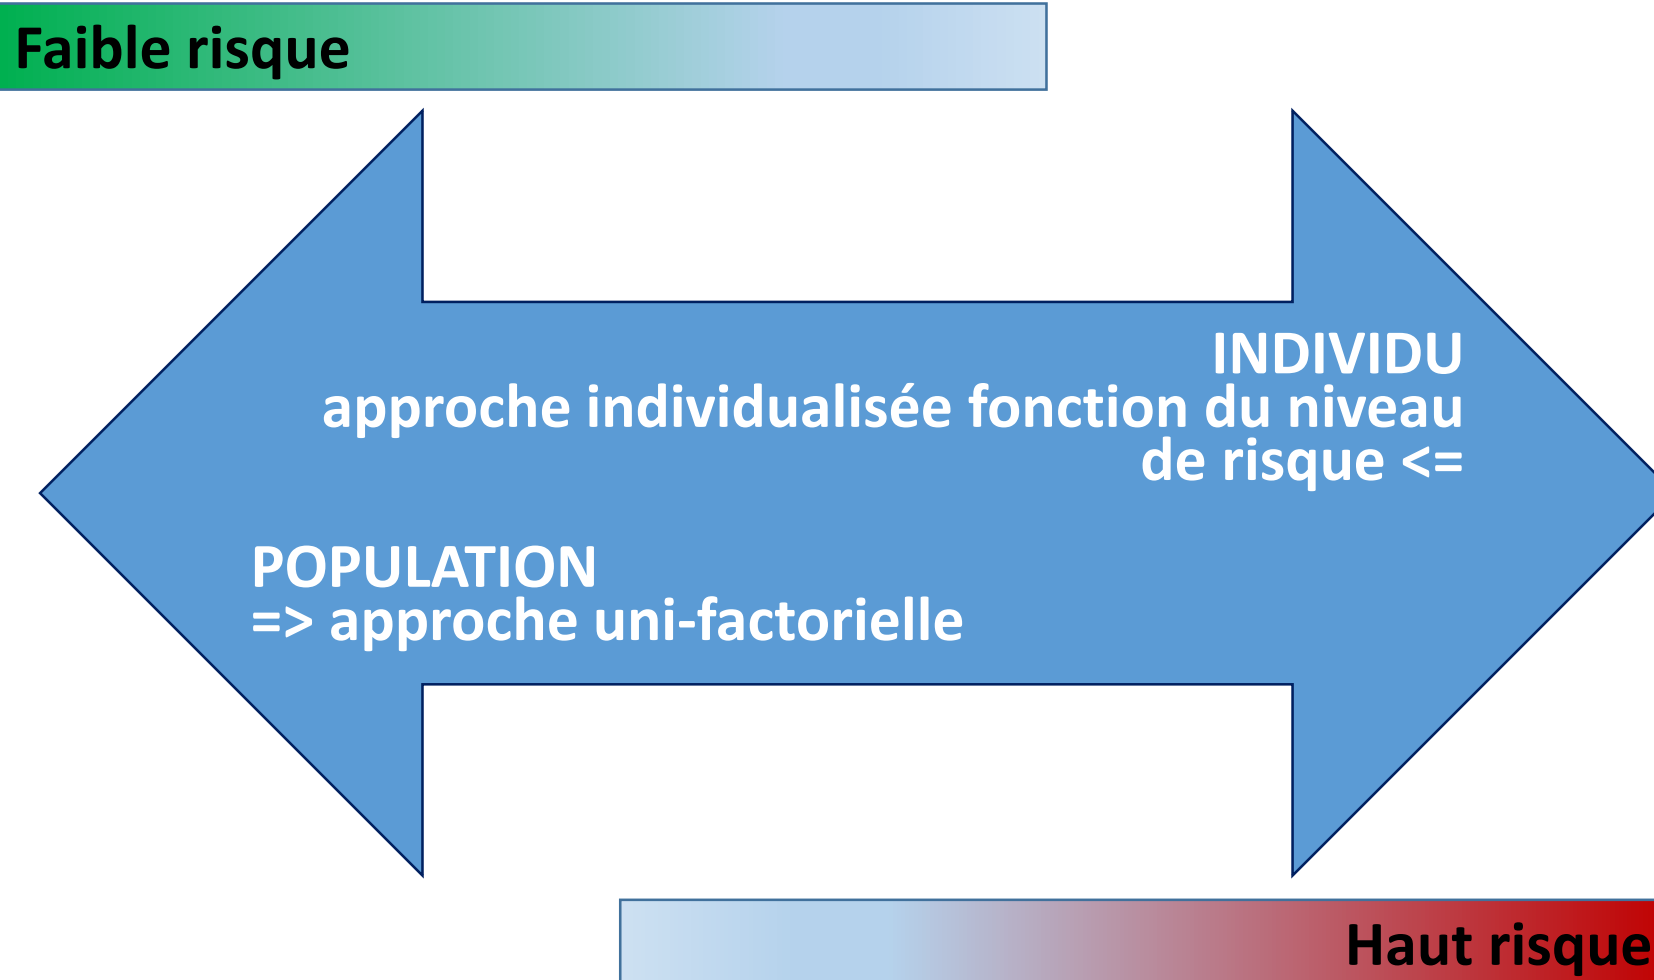 Faible risque
INDIVIDU
approche individualisée fonction du niveau
de risque <=
POPULATION
=> approche uni-factorielle
Haut risque